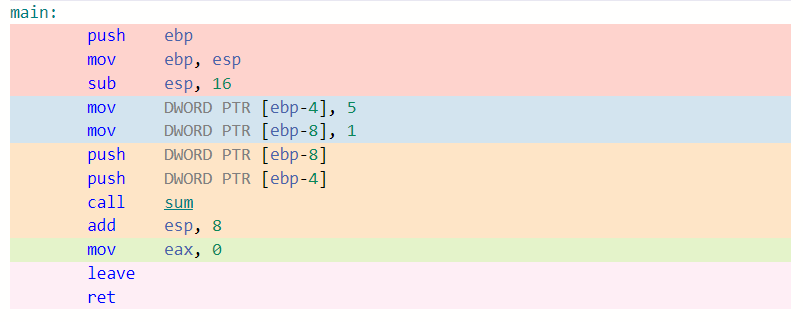 main:
push ebp
mov ebp, esp
sub esp, 16
mov DWORD PTR [ebp-4], 5
mov DWORD PTR [ebp-8], 1
push DWORD PTR [ebp-8]
push DWORD PTR [ebp-4]
call sum
add esp, 8
mov eax, 0
leave
ret